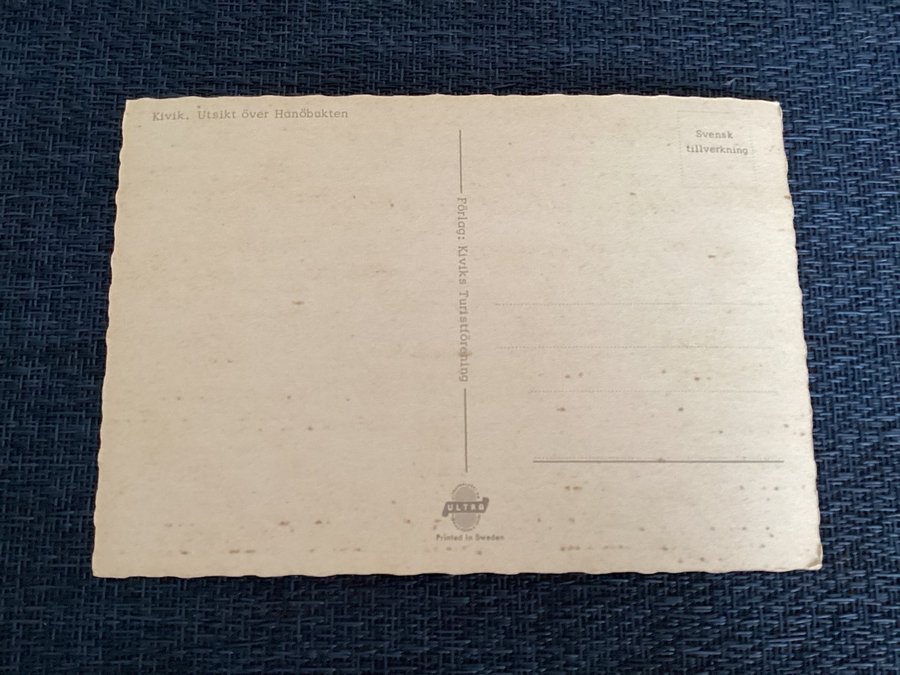 Kivik. Utsikt över Hanöbukten
Svensk
tillverkning
Förlag: Kiviks Turistförening
ULTRA
Printed in Sweden